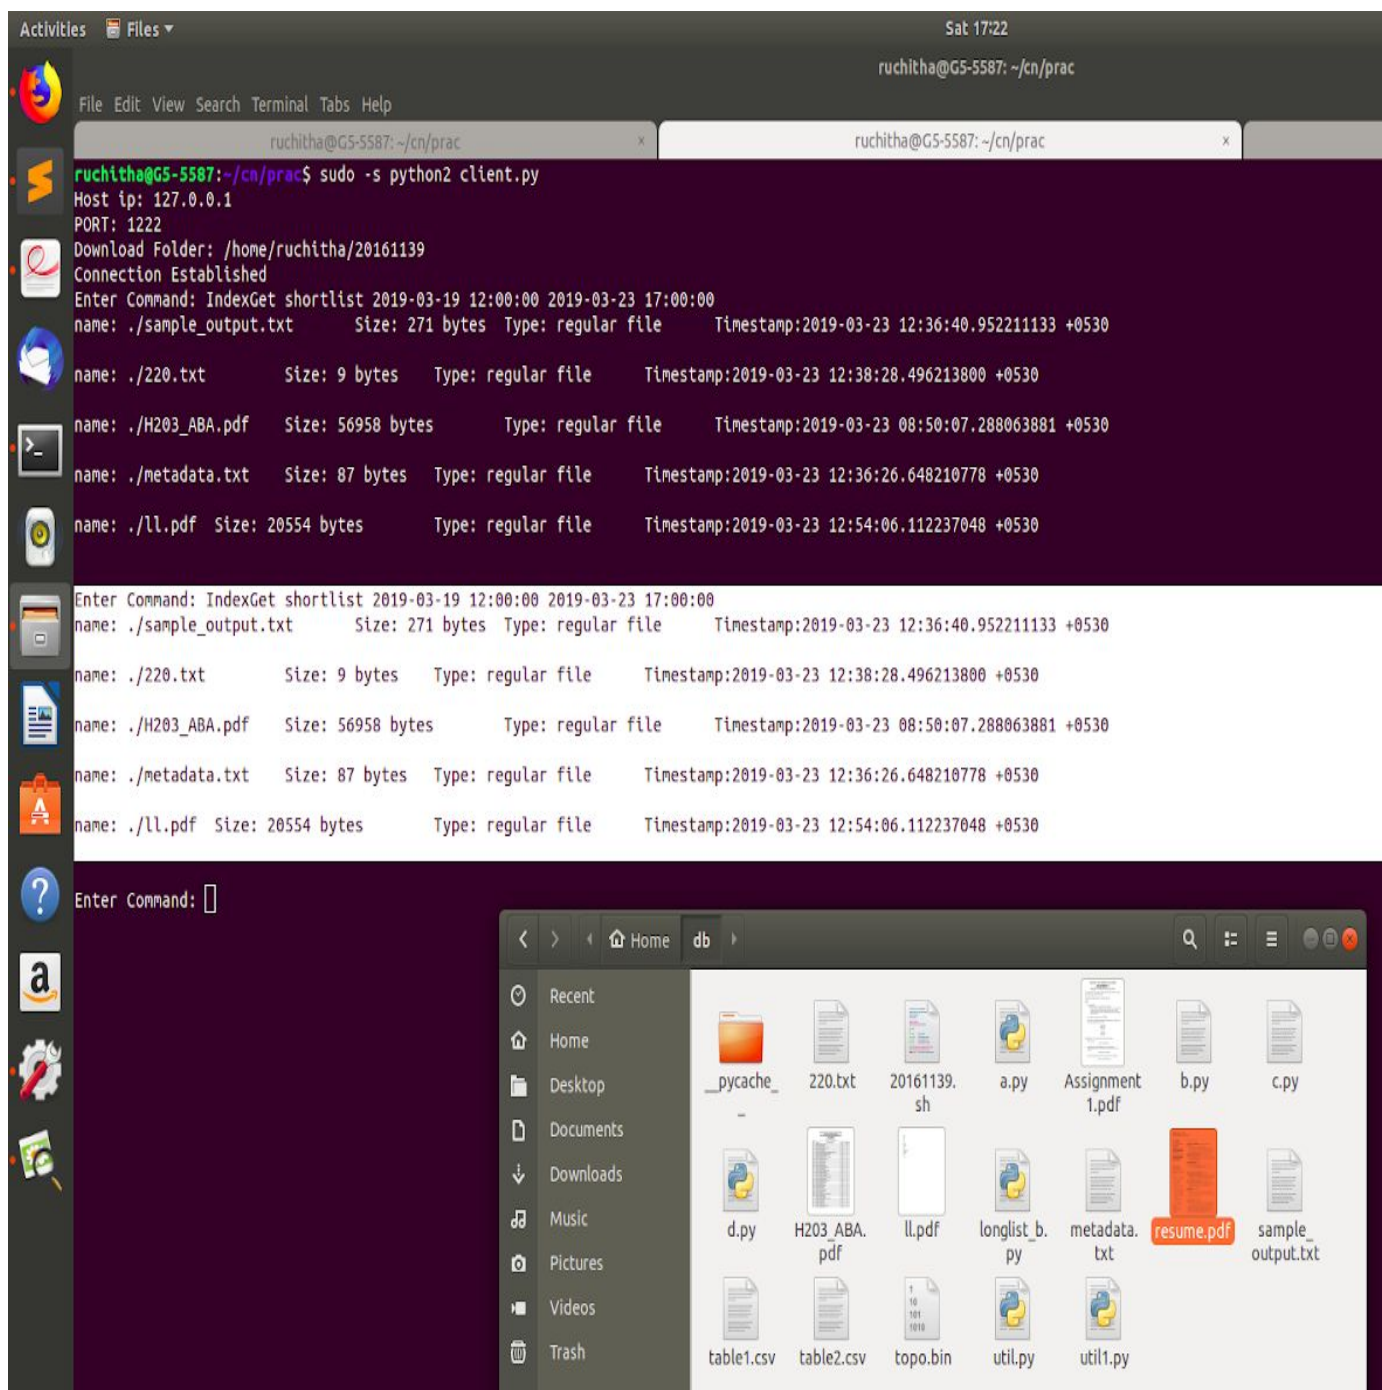 Activities Files ▾ Sat 17:22
ruchitha@G5-5587: ~/cn/prac
File Edit View Search Terminal Tabs Help
ruchitha@G5-5587: ~/cn/prac × ruchitha@G5-5587: ~/cn/prac ×
ruchitha@G5-5587:~/cn/prac$ sudo -s python2 client.py
Host ip: 127.0.0.1
PORT: 1222
Download Folder: /home/ruchitha/20161139
Connection Established
Enter Command: IndexGet shortlist 2019-03-19 12:00:00 2019-03-23 17:00:00
name: ./sample_output.txt Size: 271 bytes Type: regular file Timestamp:2019-03-23 12:36:40.952211133 +0530
name: ./220.txt Size: 9 bytes Type: regular file Timestamp:2019-03-23 12:38:28.496213800 +0530
name: ./H203_ABA.pdf Size: 56958 bytes Type: regular file Timestamp:2019-03-23 08:50:07.288063881 +0530
name: ./metadata.txt Size: 87 bytes Type: regular file Timestamp:2019-03-23 12:36:26.648210778 +0530
name: ./ll.pdf Size: 20554 bytes Type: regular file Timestamp:2019-03-23 12:54:06.112237048 +0530
Enter Command: IndexGet shortlist 2019-03-19 12:00:00 2019-03-23 17:00:00
name: ./sample_output.txt Size: 271 bytes Type: regular file Timestamp:2019-03-23 12:36:40.952211133 +0530
name: ./220.txt Size: 9 bytes Type: regular file Timestamp:2019-03-23 12:38:28.496213800 +0530
name: ./H203_ABA.pdf Size: 56958 bytes Type: regular file Timestamp:2019-03-23 08:50:07.288063881 +0530
name: ./metadata.txt Size: 87 bytes Type: regular file Timestamp:2019-03-23 12:36:26.648210778 +0530
name: ./ll.pdf Size: 20554 bytes Type: regular file Timestamp:2019-03-23 12:54:06.112237048 +0530
Enter Command:
Home db
Recent
Home
Desktop
Documents
Downloads
Music
Pictures
Videos
Trash
__pycache_ 220.txt 20161139. a.py Assignment b.py c.py
_ sh 1.pdf
d.py H203_ABA. ll.pdf longlist_b. metadata. resume.pdf sample_
pdf py txt output.txt
table1.csv table2.csv topo.bin util.py util1.py